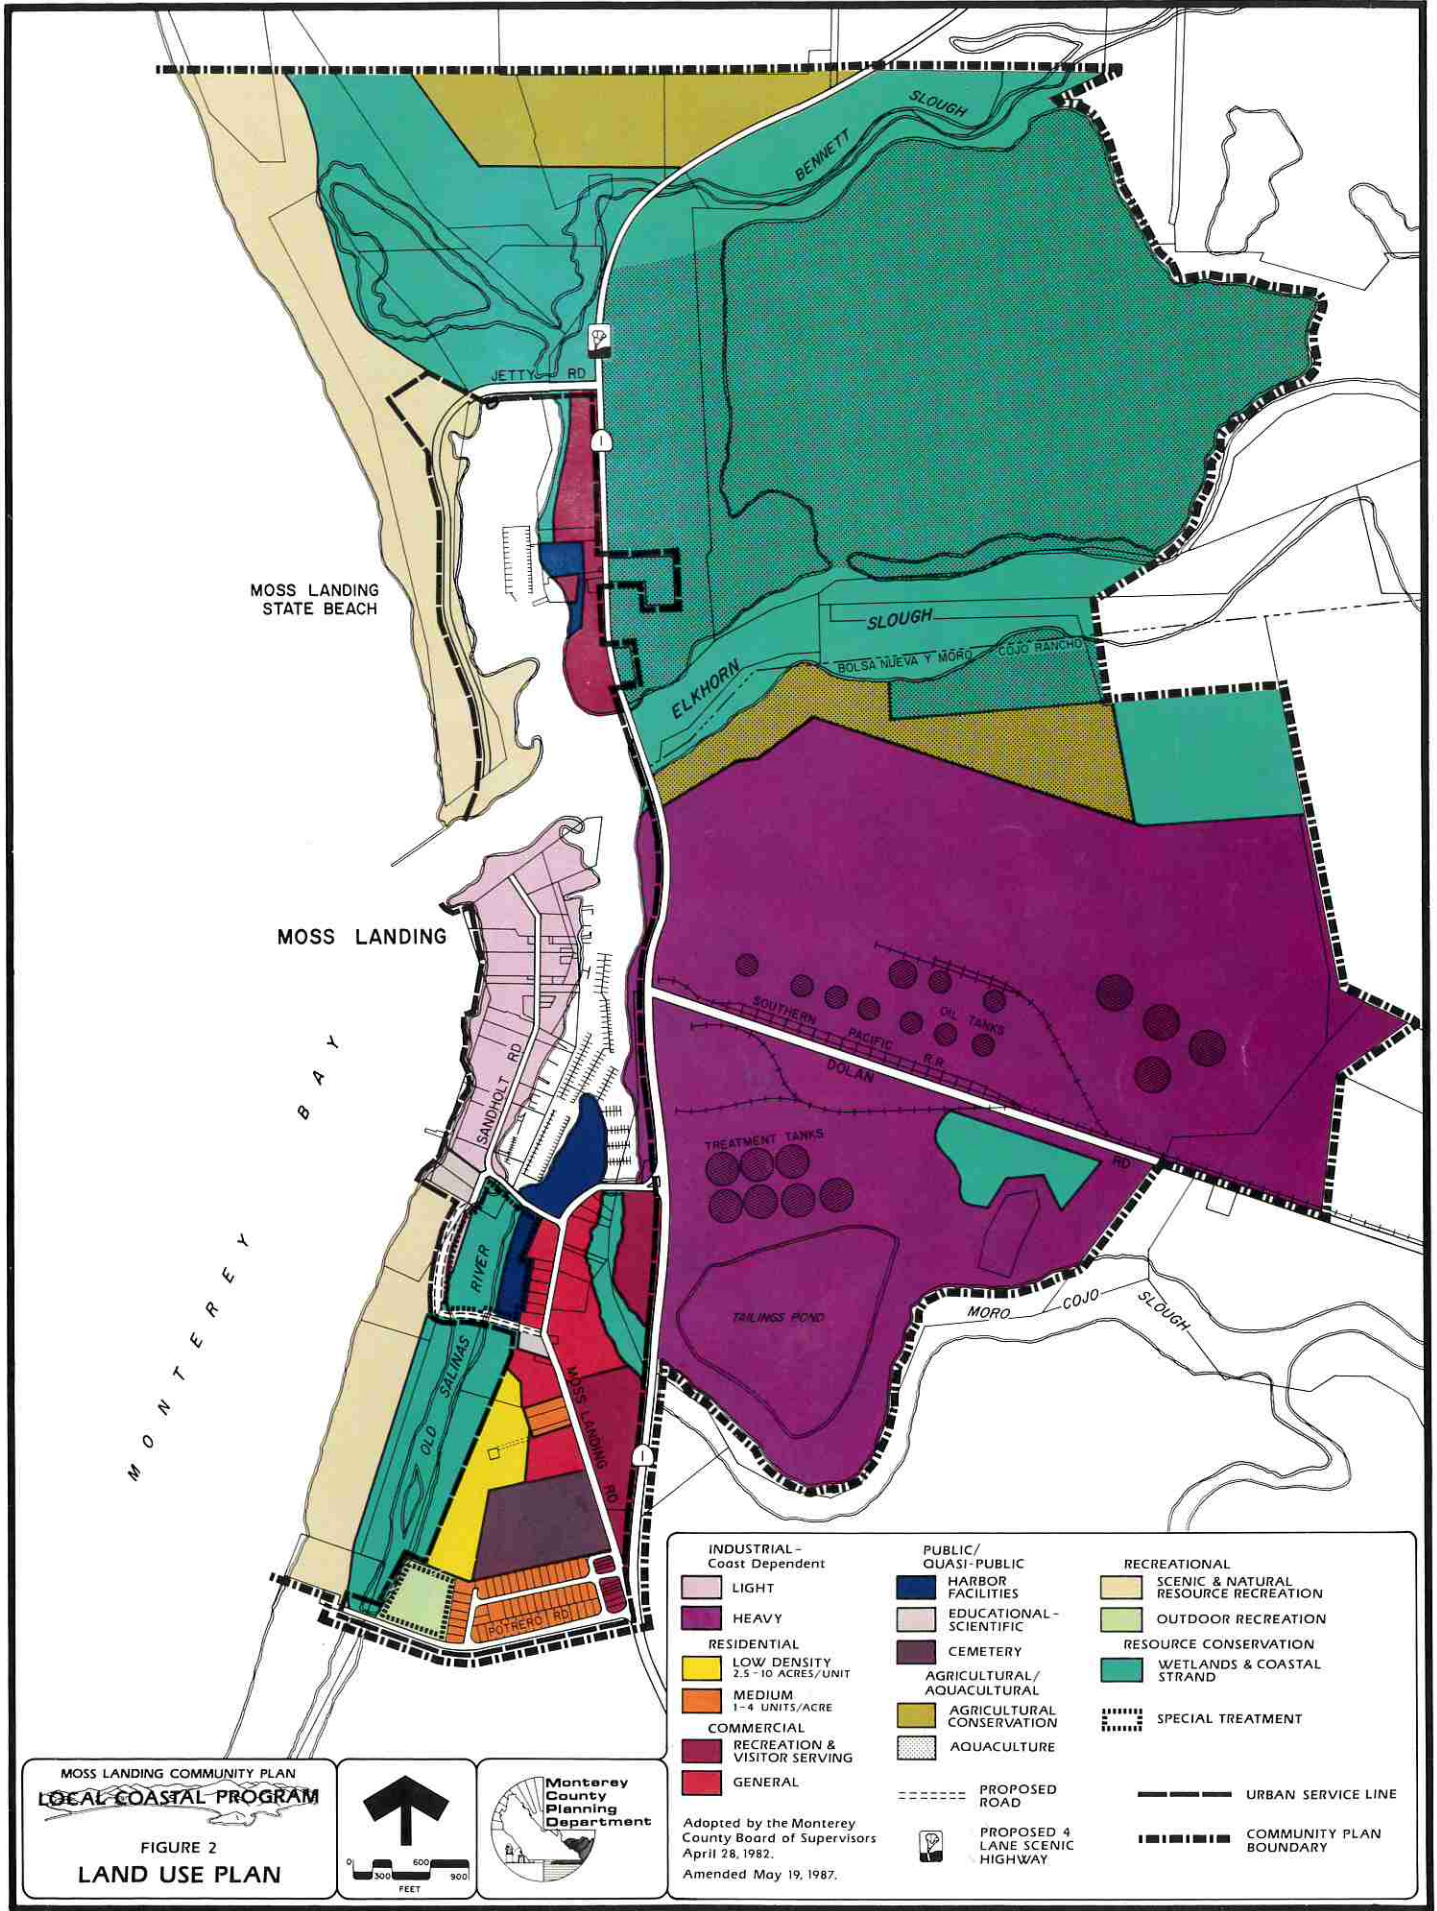 SLOUGH
BENNETT
JETTY RD
1
MOSS LANDING
STATE BEACH
SLOUGH
ELKHORN
BOLSA NUEVA Y MORO COJO RANCHO
MOSS LANDING
MONTEREY BAY
SANDHOLT RD
SOUTHERN PACIFIC R.R.
OIL TANKS
DOLAN RD
TREATMENT TANKS
TAILINGS POND
MORO COJO SLOUGH
OLD SALINAS RIVER
MOSS LANDING RD
1
POTRERO RD
INDUSTRIAL-
Coast Dependent
LIGHT
HEAVY
RESIDENTIAL
LOW DENSITY
2.5-10 ACRES/UNIT
MEDIUM
1-4 UNITS/ACRE
COMMERCIAL
RECREATION &
VISITOR SERVING
GENERAL
Adopted by the Monterey
County Board of Supervisors
April 28, 1982.
Amended May 19, 1987.
PUBLIC/
QUASI-PUBLIC
HARBOR
FACILITIES
EDUCATIONAL-
SCIENTIFIC
CEMETERY
AGRICULTURAL/
AQUACULTURAL
AGRICULTURAL
CONSERVATION
AQUACULTURE
PROPOSED
ROAD
PROPOSED 4
LANE SCENIC
HIGHWAY
RECREATIONAL
SCENIC & NATURAL
RESOURCE RECREATION
OUTDOOR RECREATION
RESOURCE CONSERVATION
WETLANDS & COASTAL
STRAND
SPECIAL TREATMENT
URBAN SERVICE LINE
COMMUNITY PLAN
BOUNDARY
MOSS LANDING COMMUNITY PLAN
LOCAL COASTAL PROGRAM
FIGURE 2
LAND USE PLAN
0 600
300 900
FEET
Monterey
County
Planning
Department